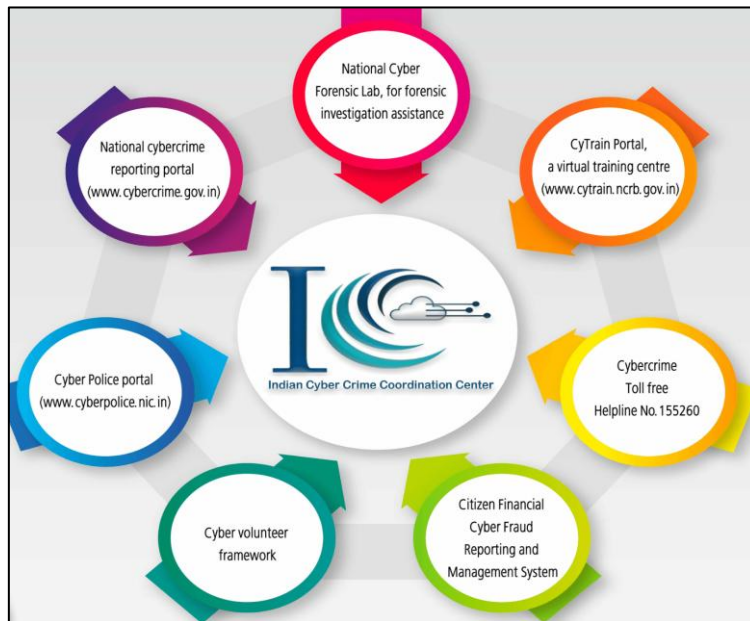 National Cyber
Forensic Lab, for forensic
investigation assistance
CyTrain Portal,
a virtual training centre
(www.cytrain.ncrb.gov.in)
Cybercrime
Toll free
Helpline No. 155260
Citizen Financial
Cyber Fraud
Reporting and
Management System
Cyber volunteer
framework
Cyber Police portal
(www.cyberpolice.nic.in)
National cybercrime
reporting portal
(www.cybercrime.gov.in)
I
Indian Cyber Crime Coordination Center